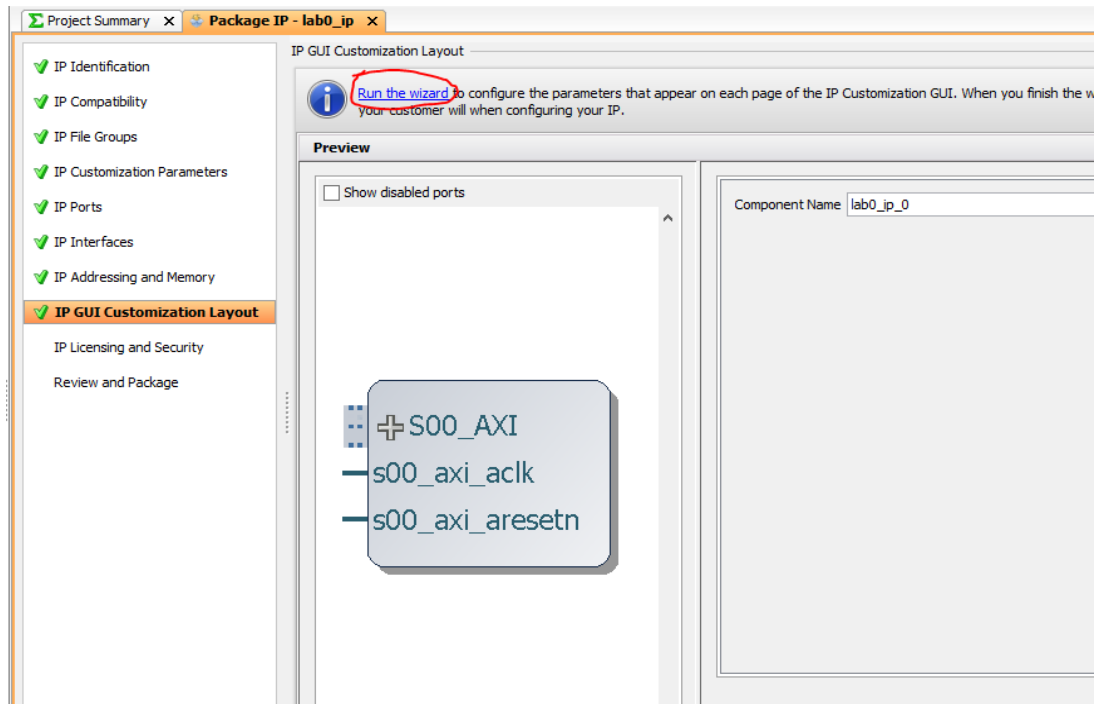 Project Summary
Package IP - lab0_ip
IP Identification
IP Compatibility
IP File Groups
IP Customization Parameters
IP Ports
IP Interfaces
IP Addressing and Memory
IP GUI Customization Layout
IP Licensing and Security
Review and Package
IP GUI Customization Layout
Run the wizard to configure the parameters that appear on each page of the IP Customization GUI. When you finish the w
your customer will when configuring your IP.
Preview
Show disabled ports
S00_AXI
s00_axi_aclk
s00_axi_aresetn
Component Name lab0_ip_0